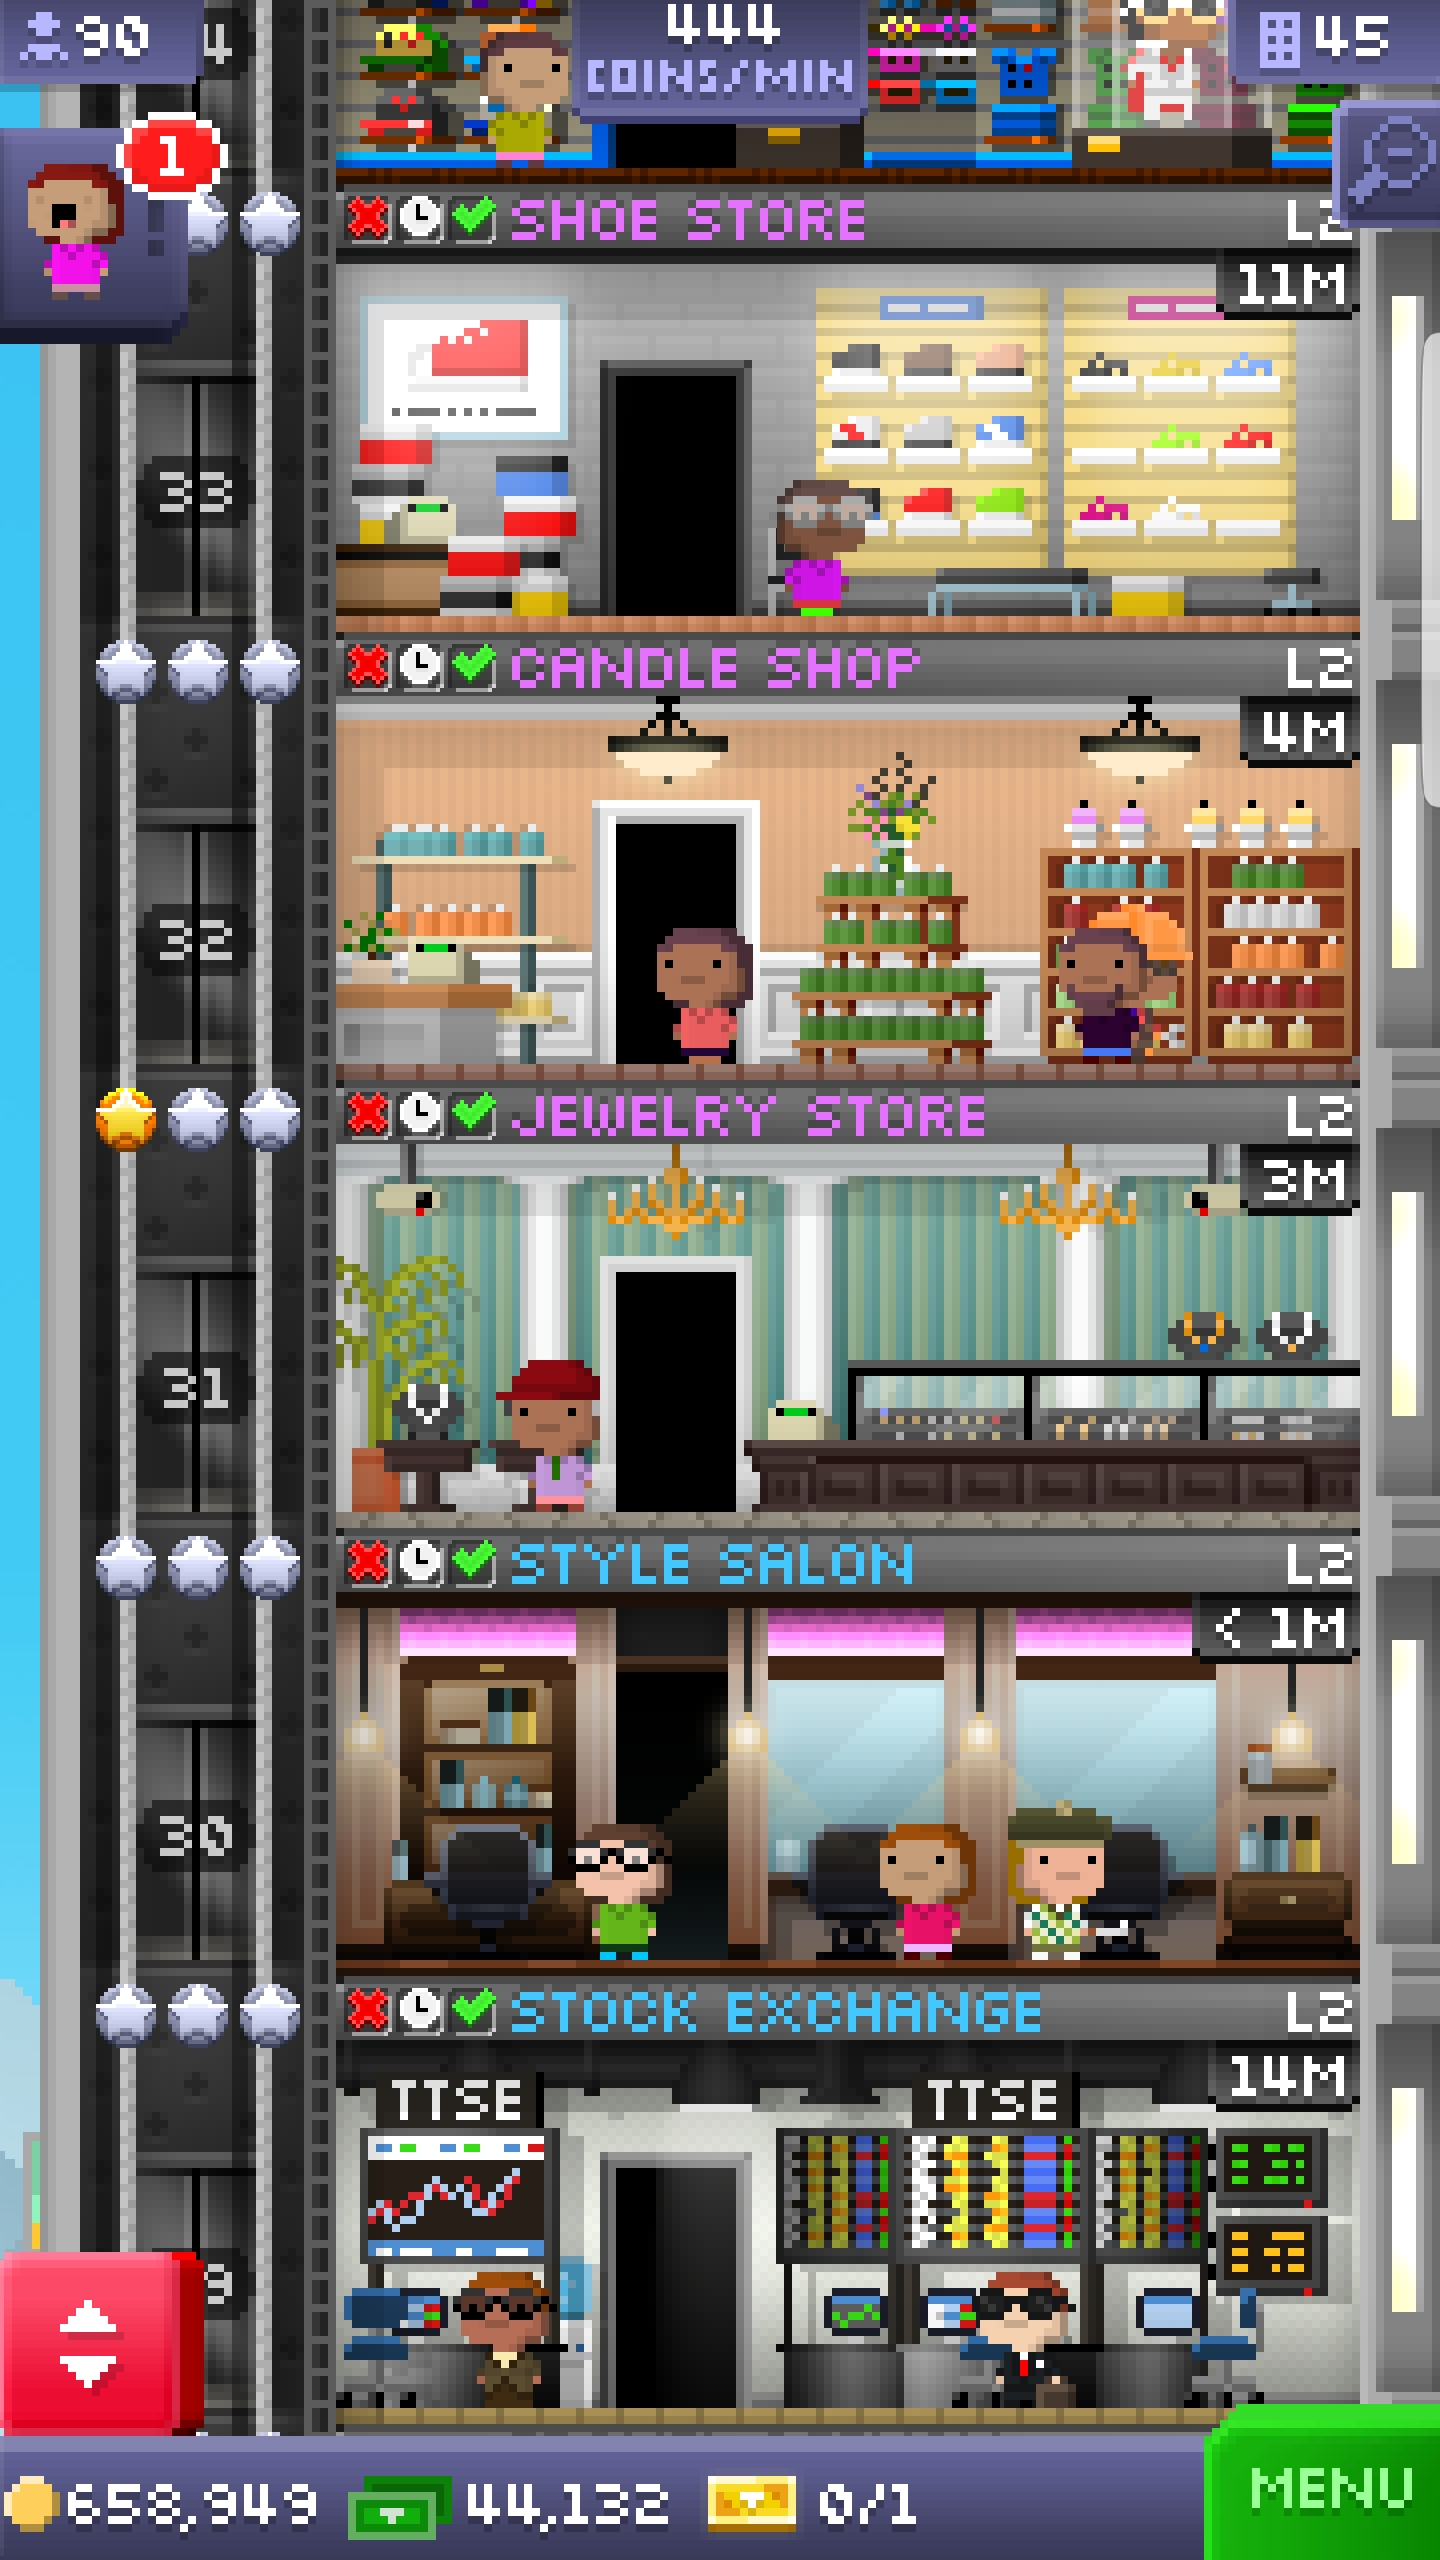 90
4
444
COINS/MIN
45
1
SHOE STORE L2
11M
33
CANDLE SHOP L2
4M
32
JEWELRY STORE L2
3M
31
STYLE SALON L2
< 1M
30
STOCK EXCHANGE L2
14M
TTSE TTSE
9
658,949 44,132 0/1
MENU